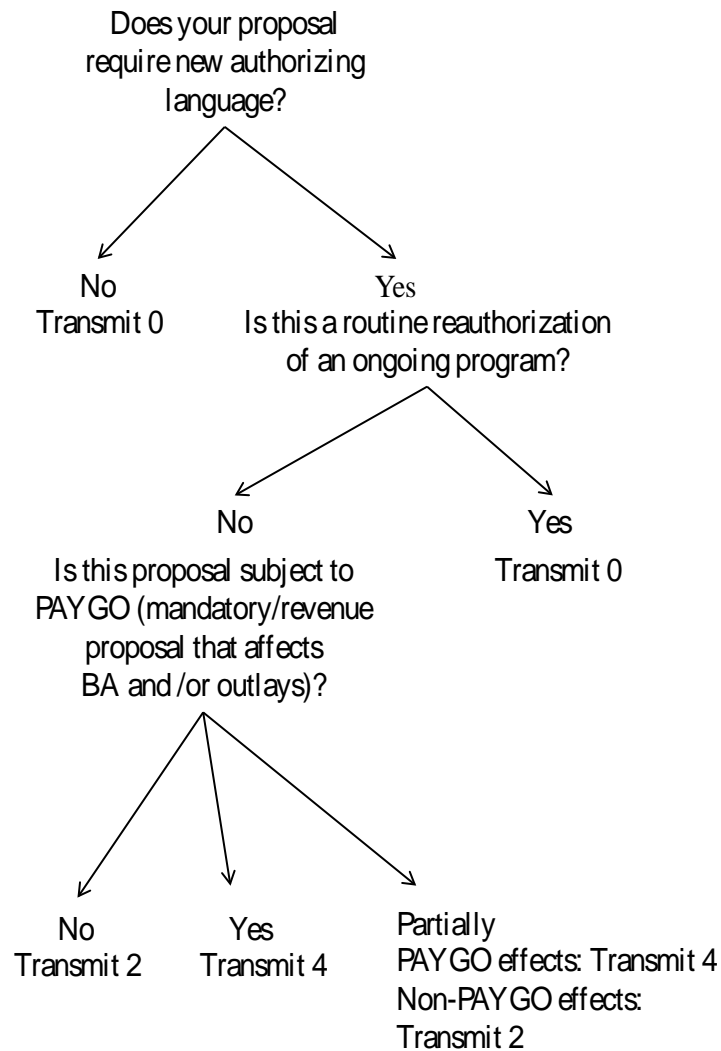 Does your proposal
require new authorizing
language?
No
Transmit 0
Yes
Is this a routine reauthorization
of an ongoing program?
No
Is this proposal subject to
PAYGO (mandatory/revenue
proposal that affects
BA and /or outlays)?
Yes
Transmit 0
No
Transmit 2
Yes
Transmit 4
Partially
PAYGO effects: Transmit 4
Non-PAYGO effects:
Transmit 2